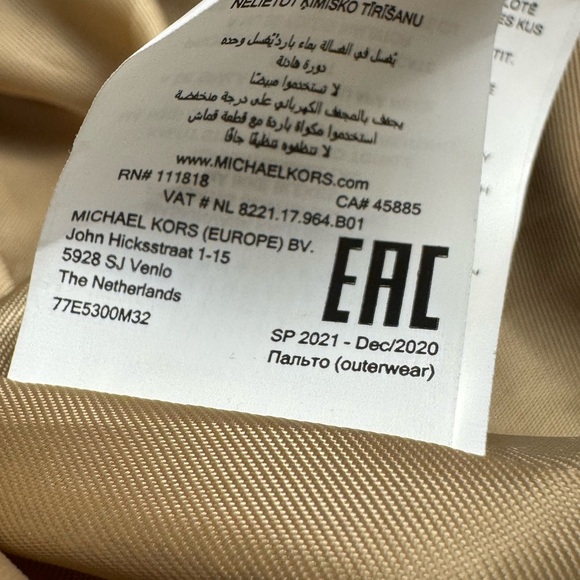 NELIETOT ĶĪMISKO TĪRĪŠANU
يُغسل في الغسالة بماء بارد يُغسل وحده
دورة هادئة
لا تستخدموا مبيضًا
يجفف بالمجفف الكهربائي على درجة منخفضة
استخدموا مكواة باردة مع قطعة قماش
لا تنظفوه تنظيفًا جافًا
www.MICHAELKORS.com
RN# 111818 CA# 45885
VAT # NL 8221.17.964.B01
MICHAEL KORS (EUROPE) BV.
John Hicksstraat 1-15
5928 SJ Venlo
The Netherlands
77E5300M32
EAC
SP 2021 - Dec/2020
Пальто (outerwear)